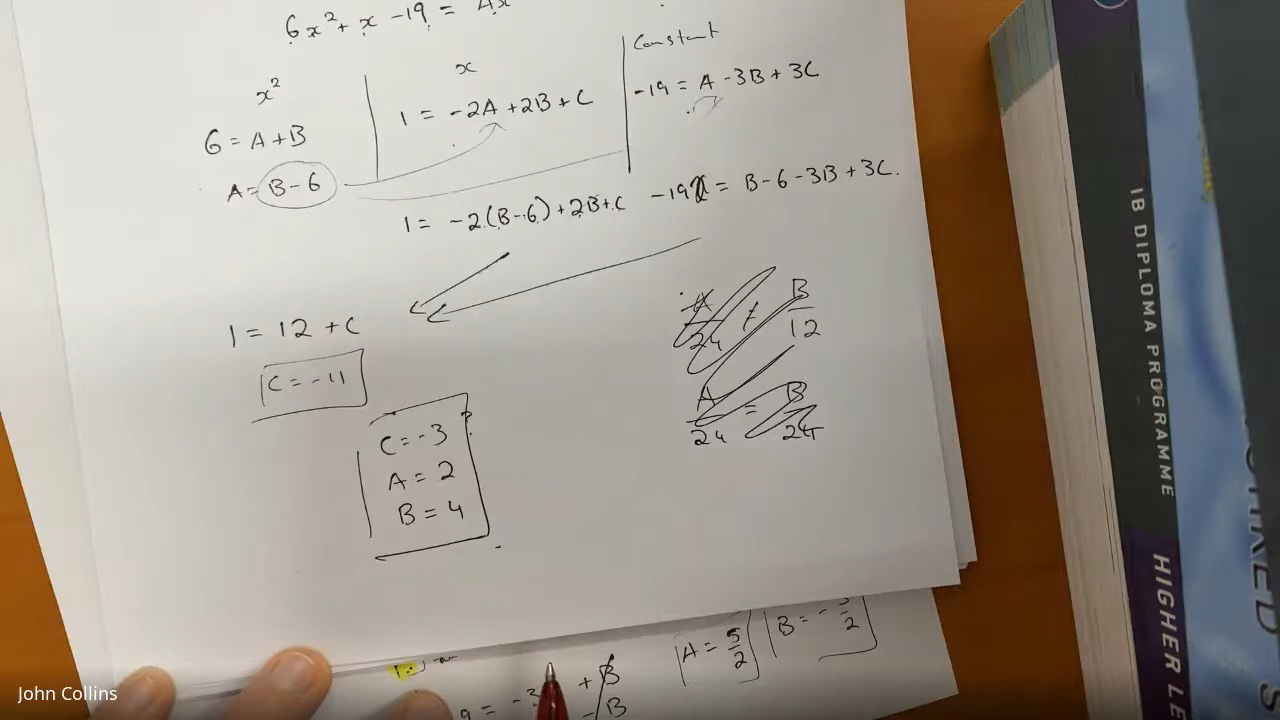 6x² + x - 19 = Ax
x²
x
Constant
6 = A + B
1 = -2A + 2B + C
-19 = A - 3B + 3C
A = B - 6
1 = -2(B-6) + 2B + C
-19 = B - 6 - 3B + 3C.
1 = 12 + C
C = -11
B
12
A
24
=
B
24
C = -3
A = 2
B = 4
A = 5/2
B = -
2
+ B
- B
IB DIPLOMA PROGRAMME
HIGHER LE
John Collins